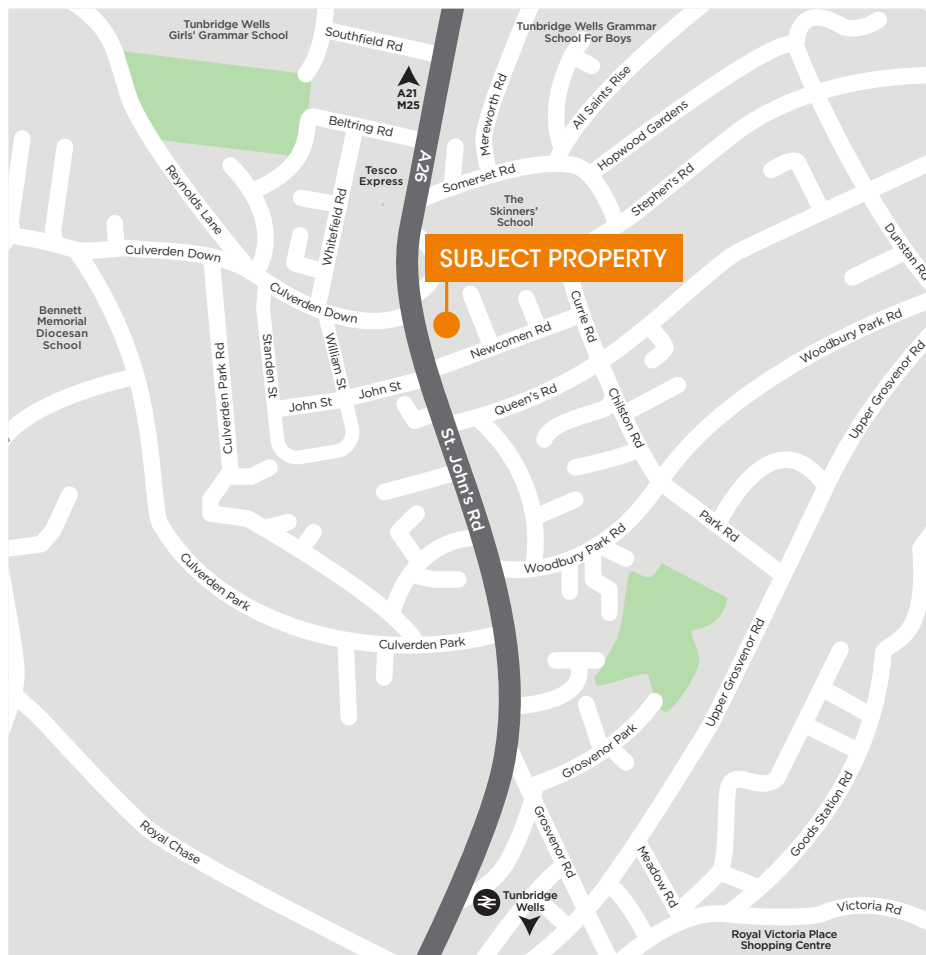 Tunbridge Wells
Girls' Grammar School
Southfield Rd
Tunbridge Wells Grammar
School For Boys
A21
M25
Mereworth Rd
All Saints Rise
Hopwood Gardens
Beltring Rd
A26
Tesco
Express
Somerset Rd
Reynolds Lane
Whitefield Rd
The
Skinners'
School
Stephen's Rd
Dunstan Rd
Culverden Down
SUBJECT PROPERTY
Culverden Down
Currie Rd
Bennett
Memorial
Diocesan
School
Newcomen Rd
Woodbury Park Rd
Culverden Park Rd
Standen St
William St
John St
John St
Queen's Rd
Chilston Rd
Upper Grosvenor Rd
St. John's Rd
Park Rd
Woodbury Park Rd
Culverden Park
Culverden Park
Upper Grosvenor Rd
Grosvenor Park
Goods Station Rd
Royal Chase
Grosvenor Rd
Meadow Rd
Tunbridge
Wells
Victoria Rd
Royal Victoria Place
Shopping Centre